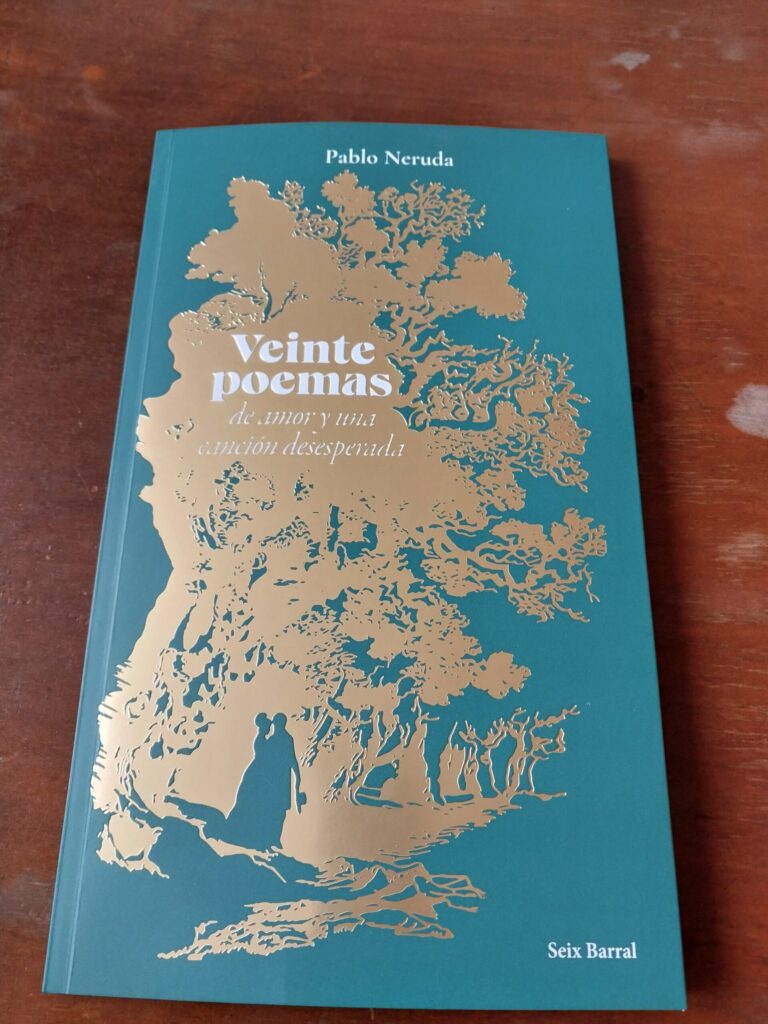 Pablo Neruda
Veinte
poemas
de amor y una
canción desesperada
Seix Barral